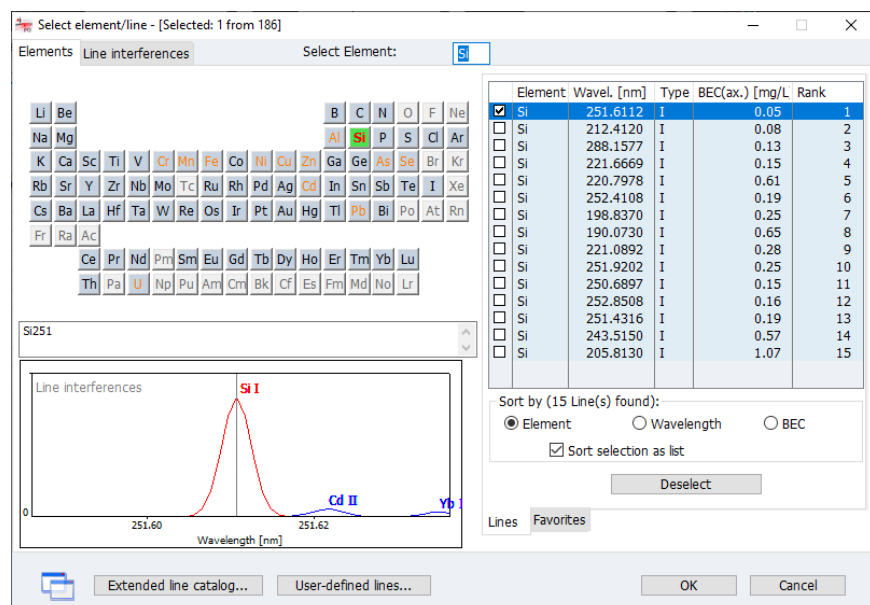 Select element/line - [Selected: 1 from 186]
Elements Line interferences Select Element: Si
Li Be B C N O F Ne
Na Mg Al Si P S Cl Ar
K Ca Sc Ti V Cr Mn Fe Co Ni Cu Zn Ga Ge As Se Br Kr
Rb Sr Y Zr Nb Mo Tc Ru Rh Pd Ag Cd In Sn Sb Te I Xe
Cs Ba La Hf Ta W Re Os Ir Pt Au Hg Tl Pb Bi Po At Rn
Fr Ra Ac
Ce Pr Nd Pm Sm Eu Gd Tb Dy Ho Er Tm Yb Lu
Th Pa U Np Pu Am Cm Bk Cf Es Fm Md No Lr
Si251
Line interferences
Si I
Cd II
Yb I
0
251.60 251.62
Wavelength [nm]
Element Wavel. [nm] Type BEC(ax.) [mg/L Rank
Si 251.6112 I 0.05 1
Si 212.4120 I 0.08 2
Si 288.1577 I 0.13 3
Si 221.6669 I 0.15 4
Si 220.7978 I 0.61 5
Si 252.4108 I 0.19 6
Si 198.8370 I 0.25 7
Si 190.0730 I 0.65 8
Si 221.0892 I 0.28 9
Si 251.9202 I 0.25 10
Si 250.6897 I 0.15 11
Si 252.8508 I 0.16 12
Si 251.4316 I 0.19 13
Si 243.5150 I 0.57 14
Si 205.8130 I 1.07 15
Sort by (15 Line(s) found):
Element Wavelength BEC
Sort selection as list
Deselect
Lines Favorites
Extended line catalog... User-defined lines... OK Cancel